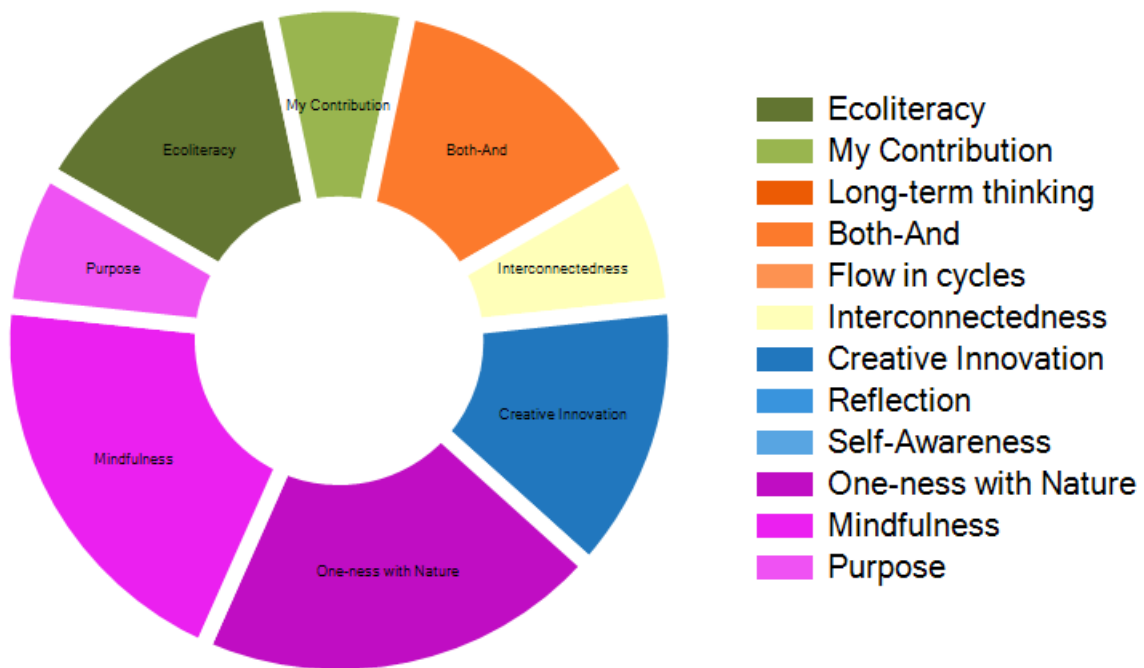 My Contribution
Ecoliteracy
Both-And
Purpose
Interconnectedness
Creative Innovation
Mindfulness
One-ness with Nature
Ecoliteracy
My Contribution
Long-term thinking
Both-And
Flow in cycles
Interconnectedness
Creative Innovation
Reflection
Self-Awareness
One-ness with Nature
Mindfulness
Purpose